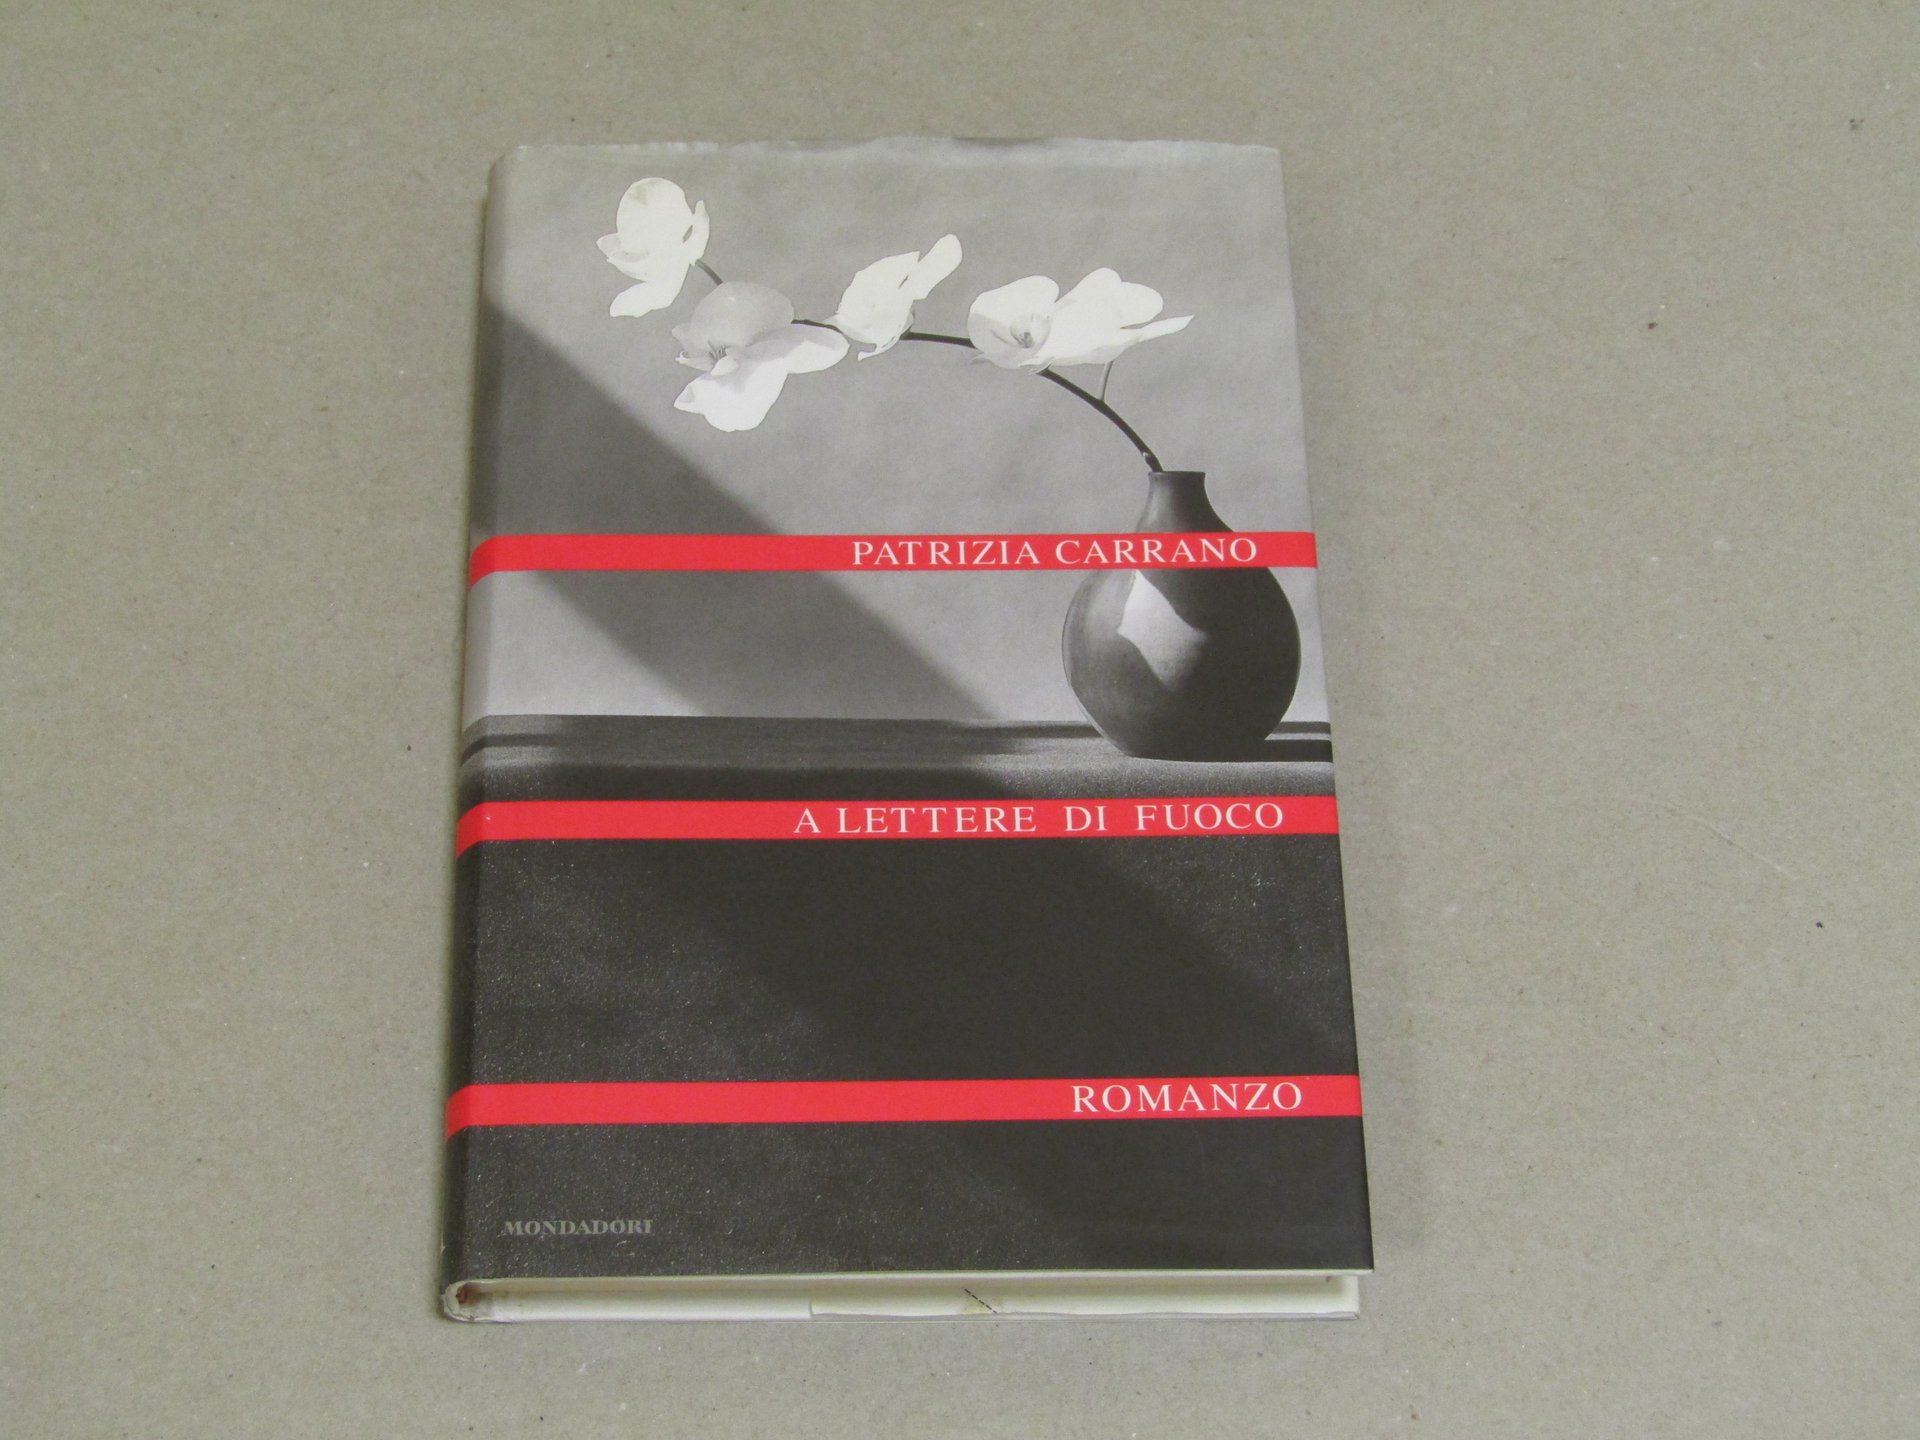 PATRIZIA CARRANO
A LETTERE DI FUOCO
ROMANZO
MONDADORI